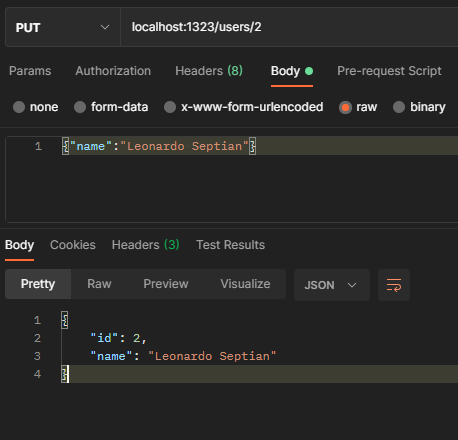 PUT localhost:1323/users/2
Params Authorization Headers (8) Body Pre-request Script
none form-data x-www-form-urlencoded raw binary
1 {"name":"Leonardo Septian"}
Body Cookies Headers (3) Test Results
Pretty Raw Preview Visualize JSON
1 {
2 "id": 2,
3 "name": "Leonardo Septian"
4 }